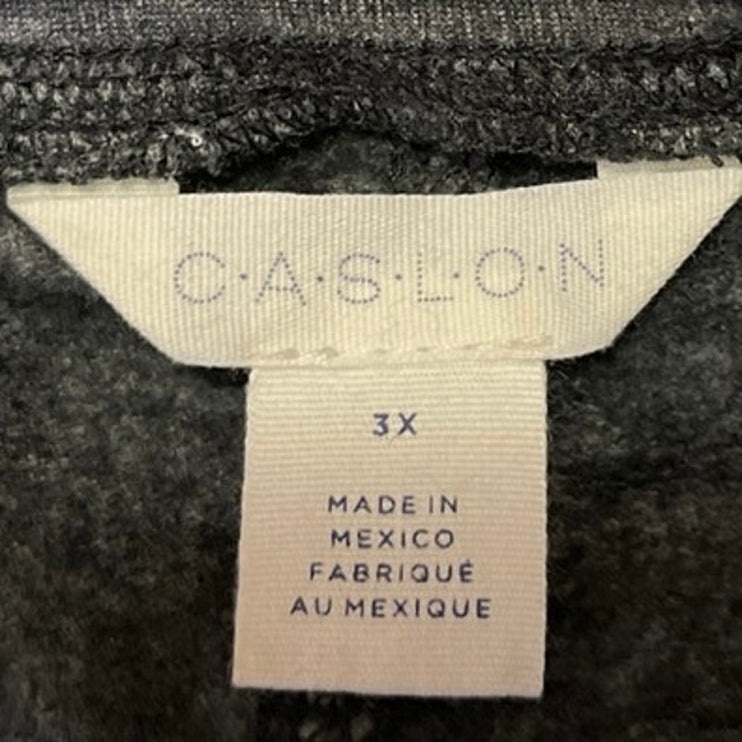 C·A·S·L·O·N
3X
MADE IN
MEXICO
FABRIQUÉ
AU MEXIQUE